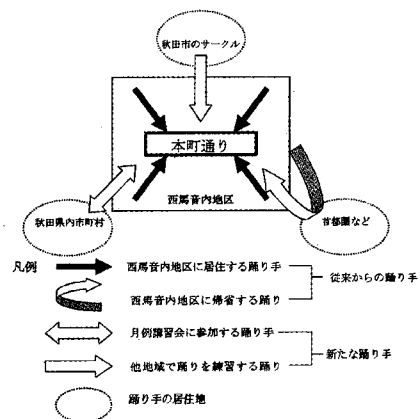 秋田市のサークル
本町通り
西馬音内地区
秋田県内市町村
首都圏など
凡例
西馬音内地区に居住する踊り手
従来からの踊り手
西馬音内地区に帰省する踊り
月例講習会に参加する踊り手
新たな踊り手
他地域で踊りを練習する踊り
踊り手の居住地